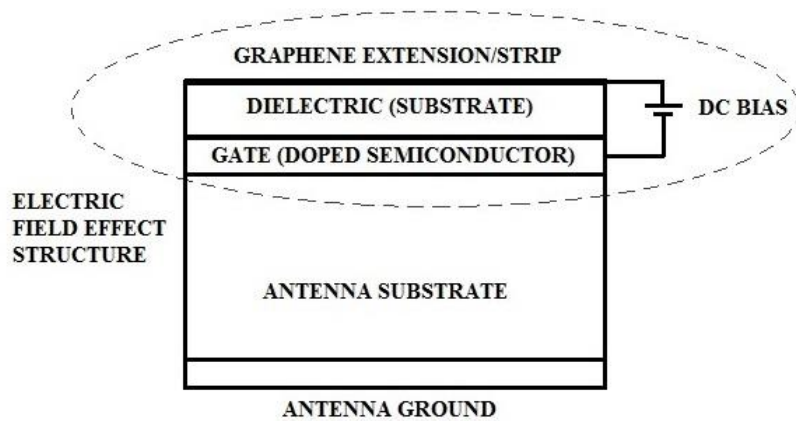 GRAPHENE EXTENSION/STRIP
DIELECTRIC (SUBSTRATE)
DC BIAS
GATE (DOPED SEMICONDUCTOR)
ELECTRIC
FIELD EFFECT
STRUCTURE
ANTENNA SUBSTRATE
ANTENNA GROUND